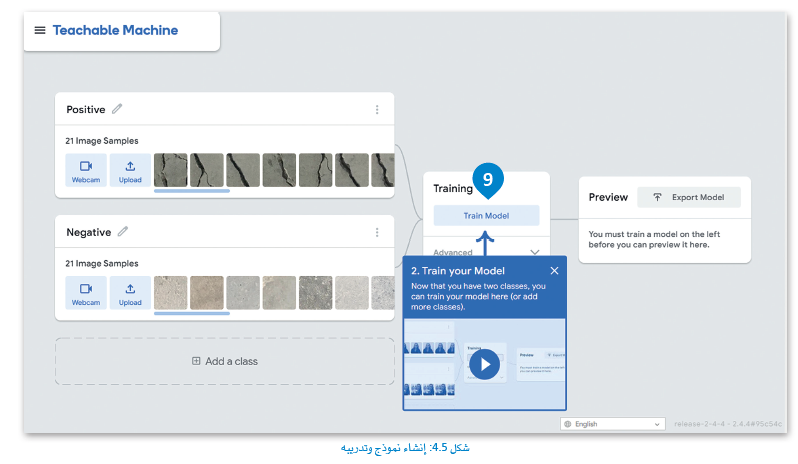 Teachable Machine
Positive
21 Image Samples
Webcam
Upload
Negative
21 Image Samples
Webcam
Upload
Add a class
Training
9
Train Model
Advanced
2. Train your Model
Now that you have two classes, you
can train your model here (or add
more classes).
Training
Preview
Preview
Export Model
You must train a model on the left
before you can preview it here.
English
release-2-4-4 - 2.4.4#95c54c
شكل 4.5: إنشاء نموذج وتدريبه